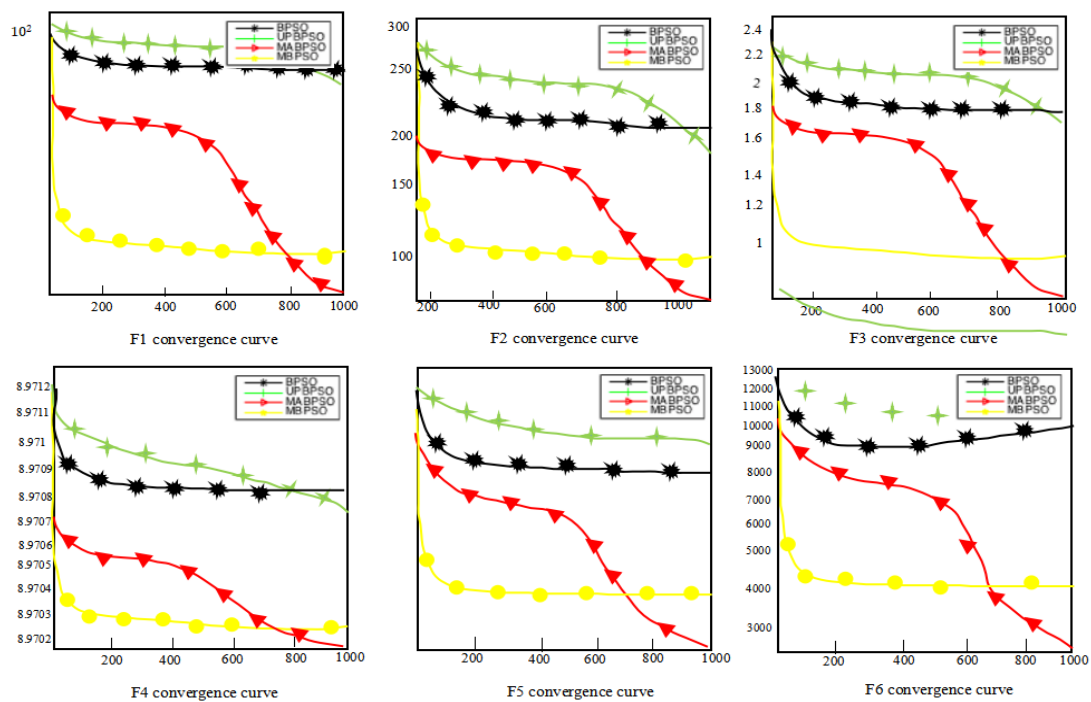 10²
BPSO
UPBPSO
MABPSO
MBPSO
200 400 600 800 1000
F1 convergence curve
300
250
200
150
100
BPSO
UPBPSO
MABPSO
MBPSO
200 400 600 800 1000
F2 convergence curve
2.4
2.2
2
1.8
1.6
1.4
1.2
1
BPSO
UPBPSO
MABPSO
MBPSO
200 400 600 800 1000
F3 convergence curve
8.9712
8.9711
8.971
8.9709
8.9708
8.9707
8.9706
8.9705
8.9704
8.9703
8.9702
BPSO
UPBPSO
MABPSO
MBPSO
200 400 600 800 1000
F4 convergence curve
BPSO
UPBPSO
MABPSO
MBPSO
200 400 600 800 1000
F5 convergence curve
13000
11000
10000
9000
8000
7000
6000
5000
4000
3000
BPSO
UPBPSO
MABPSO
MBPSO
200 400 600 800 1000
F6 convergence curve